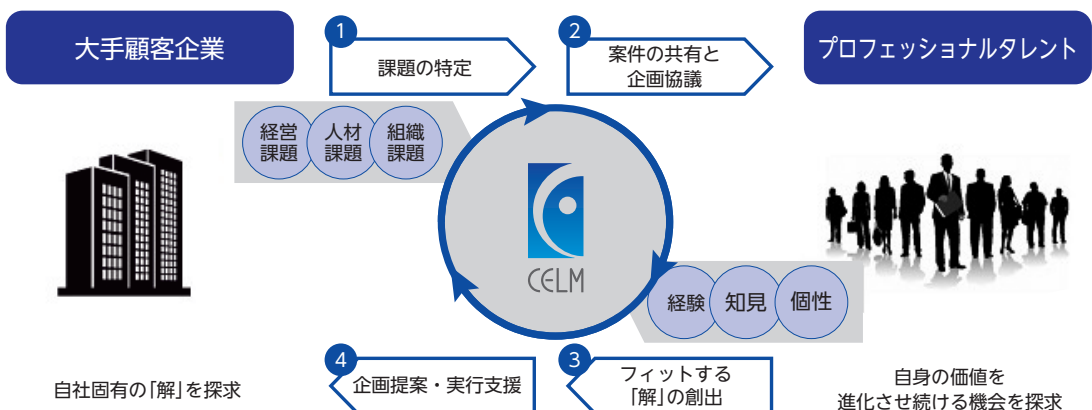 大手顧客企業
1
課題の特定
2
案件の共有と
企画協議
プロフェッショナルタレント
経営
課題
人材
課題
組織
課題
CELM
経験
知見
個性
自社固有の「解」を探求
4
企画提案・実行支援
3
フィットする
「解」の創出
自身の価値を
進化させ続ける機会を探求